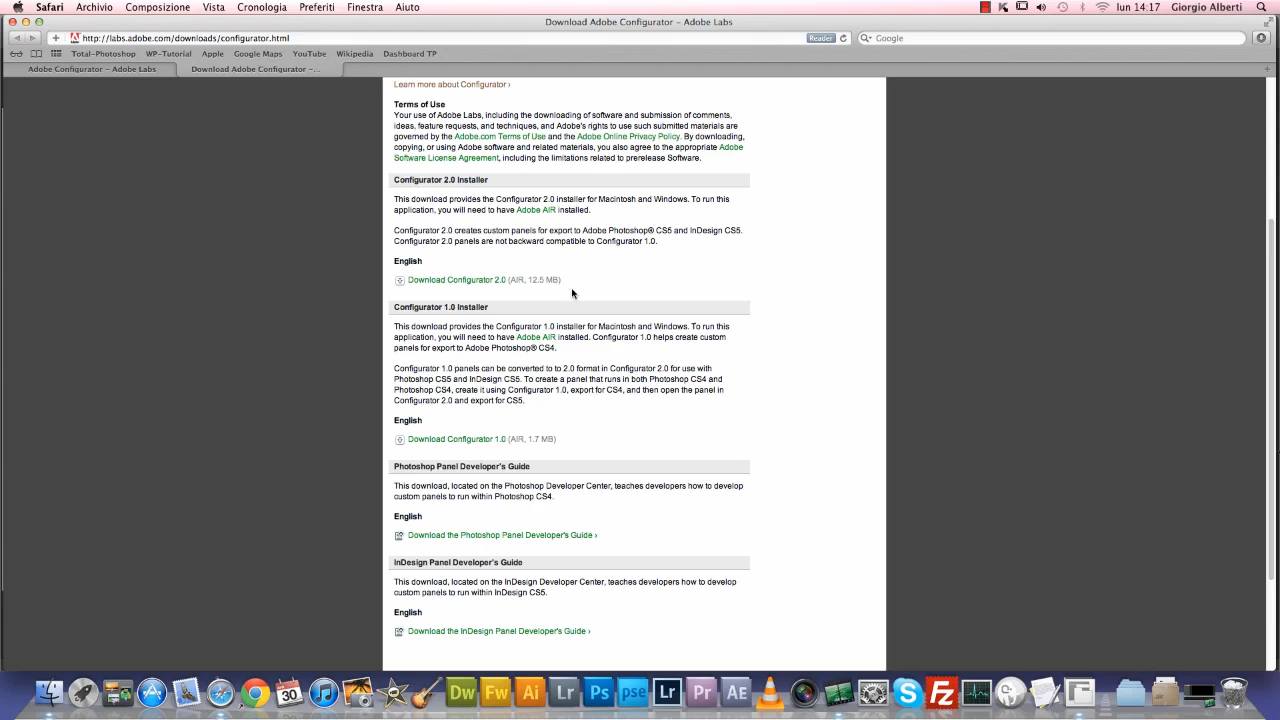 Safari Archivio Composizione Vista Cronologia Preferiti Finestra Aiuto lun 14:17 Giorgio Alberti
Download Adobe Configurator – Adobe Labs
http://labs.adobe.com/downloads/configurator.html Reader Google
Total-Photoshop WP-Tutorial Apple Google Maps YouTube Wikipedia Dashboard TP
Adobe Configurator – Adobe Labs Download Adobe Configurator –...
Learn more about Configurator ›
Terms of Use
Your use of Adobe Labs, including the downloading of software and submission of comments,
ideas, feature requests, and techniques, and Adobe's rights to use such submitted materials are
governed by the Adobe.com Terms of Use and the Adobe Online Privacy Policy. By downloading,
copying, or using Adobe software and related materials, you also agree to the appropriate Adobe
Software License Agreement, including the limitations related to prerelease Software.
Configurator 2.0 Installer
This download provides the Configurator 2.0 installer for Macintosh and Windows. To run this
application, you will need to have Adobe AIR installed.
Configurator 2.0 creates custom panels for export to Adobe Photoshop® CS5 and InDesign CS5.
Configurator 2.0 panels are not backward compatible to Configurator 1.0.
English
Download Configurator 2.0 (AIR, 12.5 MB)
Configurator 1.0 Installer
This download provides the Configurator 1.0 installer for Macintosh and Windows. To run this
application, you will need to have Adobe AIR installed. Configurator 1.0 helps create custom
panels for export to Adobe Photoshop® CS4.
Configurator 1.0 panels can be converted to to 2.0 format in Configurator 2.0 for use with
Photoshop CS5 and InDesign CS5. To create a panel that runs in both Photoshop CS4 and
Photoshop CS4, create it using Configurator 1.0, export for CS4, and then open the panel in
Configurator 2.0 and export for CS5.
English
Download Configurator 1.0 (AIR, 1.7 MB)
Photoshop Panel Developer's Guide
This download, located on the Photoshop Developer Center, teaches developers how to develop
custom panels to run within Photoshop CS4.
English
Download the Photoshop Panel Developer's Guide ›
InDesign Panel Developer's Guide
This download, located on the InDesign Developer Center, teaches developers how to develop
custom panels to run within InDesign CS5.
English
Download the InDesign Panel Developer's Guide ›
30 Dw Fw Ai Lr Ps pse Lr Pr AE S FZ